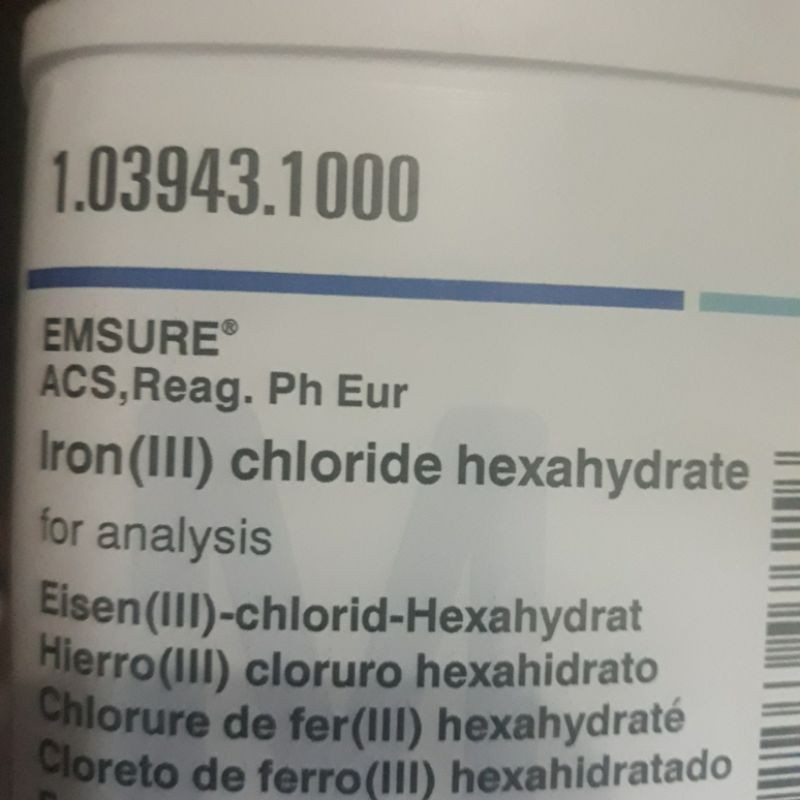 1.03943.1000
EMSURE®
ACS,Reag. Ph Eur
Iron(III) chloride hexahydrate
for analysis
Eisen(III)-chlorid-Hexahydrat
Hierro(III) cloruro hexahidrato
Chlorure de fer(III) hexahydraté
Cloreto de ferro(III) hexahidratado